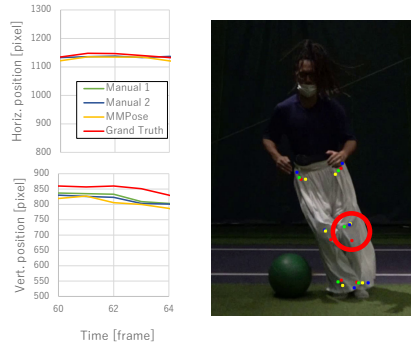 1300
1200
1100
1000
900
800
Horiz. position [pixel]
Manual 1
Manual 2
MMPose
Grand Truth
900
850
800
750
700
650
600
550
500
Vert. position [pixel]
60
62
64
Time [frame]